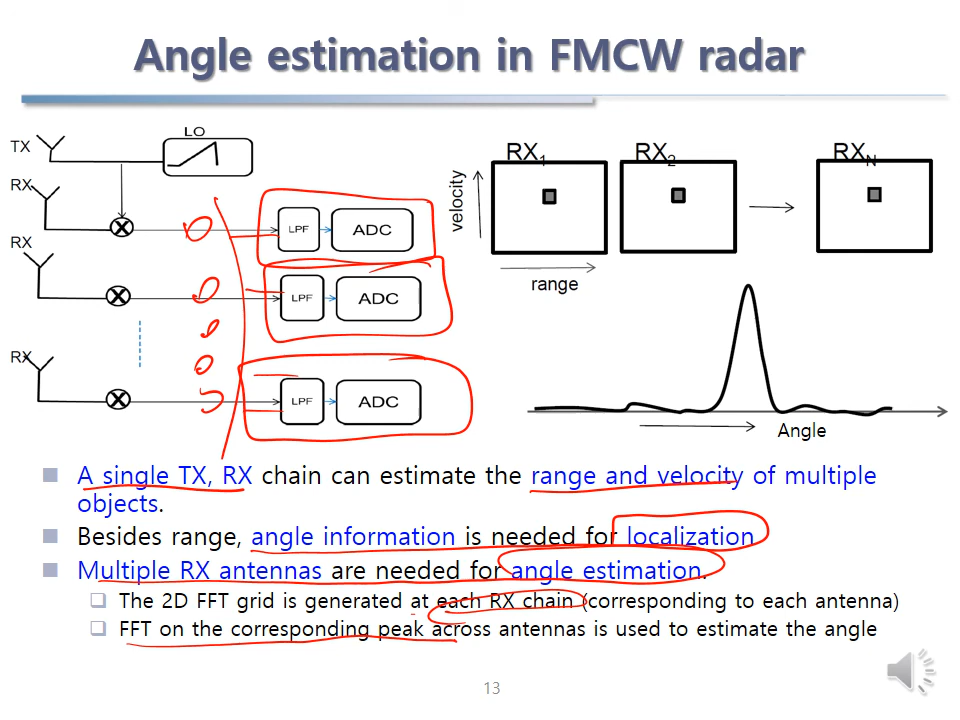 Angle estimation in FMCW radar
LO
TX
RX
LPF
ADC
RX
LPF
ADC
RX
LPF
ADC
RX1
RX2
RXN
velocity
range
Angle
A single TX, RX chain can estimate the range and velocity of multiple
objects.
Besides range, angle information is needed for localization
Multiple RX antennas are needed for angle estimation.
The 2D FFT grid is generated at each RX chain (corresponding to each antenna)
FFT on the corresponding peak across antennas is used to estimate the angle
13